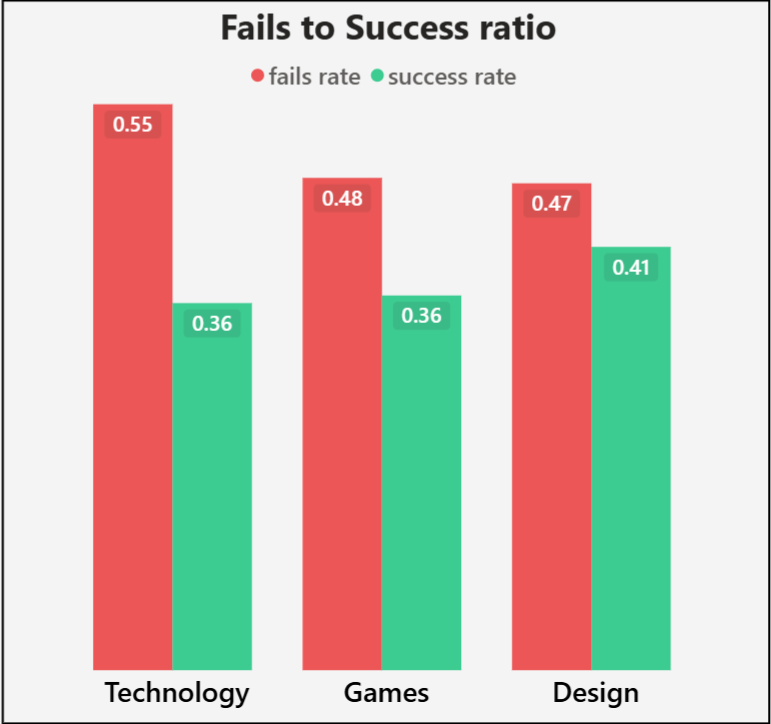 Fails to Success ratio
fails rate success rate
0.55
0.36
0.48
0.36
0.47
0.41
Technology Games Design